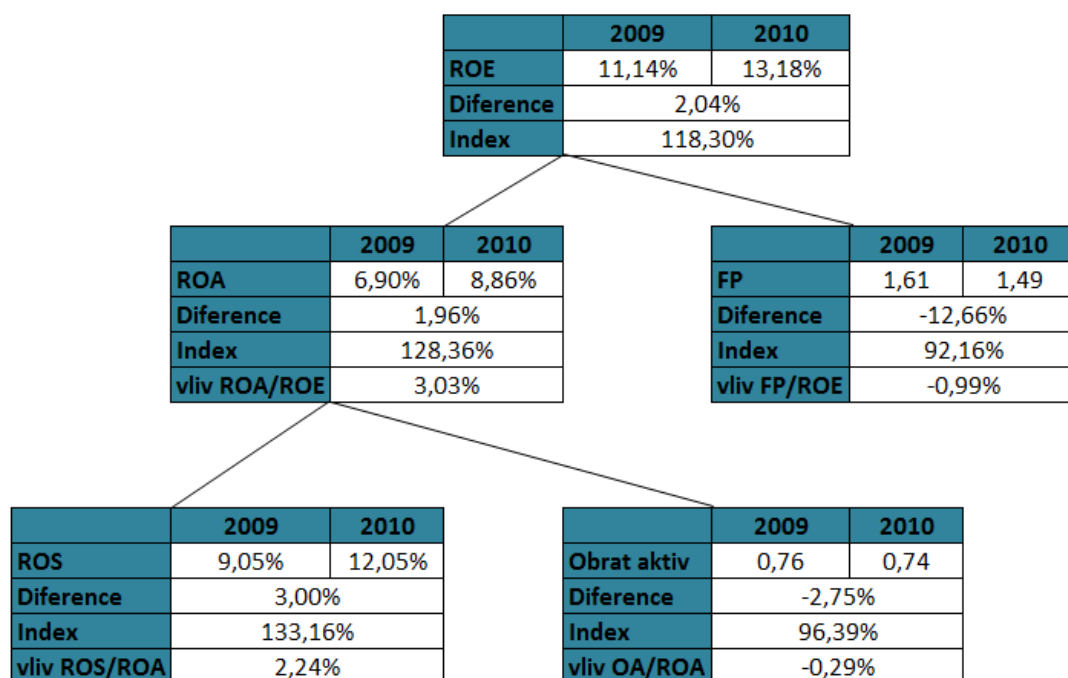 2009 2010
ROE 11,14% 13,18%
Diference 2,04%
Index 118,30%
2009 2010
ROA 6,90% 8,86%
Diference 1,96%
Index 128,36%
vliv ROA/ROE 3,03%
2009 2010
FP 1,61 1,49
Diference -12,66%
Index 92,16%
vliv FP/ROE -0,99%
2009 2010
ROS 9,05% 12,05%
Diference 3,00%
Index 133,16%
vliv ROS/ROA 2,24%
2009 2010
Obrat aktiv 0,76 0,74
Diference -2,75%
Index 96,39%
vliv OA/ROA -0,29%